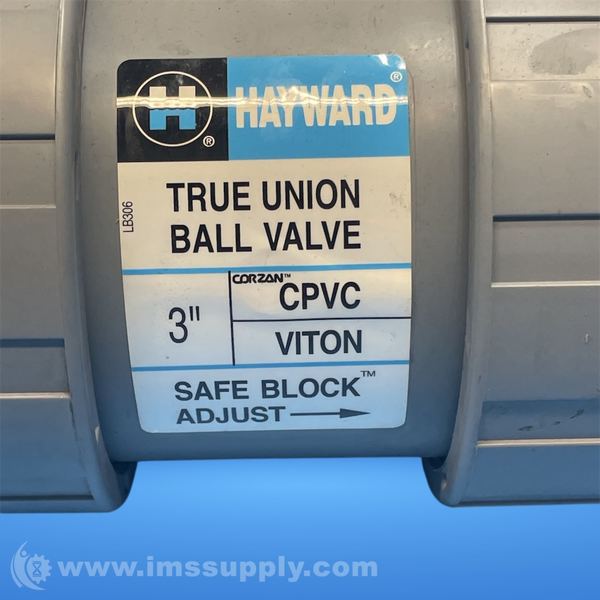 H ®
HAYWARD®
LB306
TRUE UNION
BALL VALVE
3"
CORZAN™
CPVC
VITON
SAFE BLOCK™
ADJUST →
www.imssupply.com